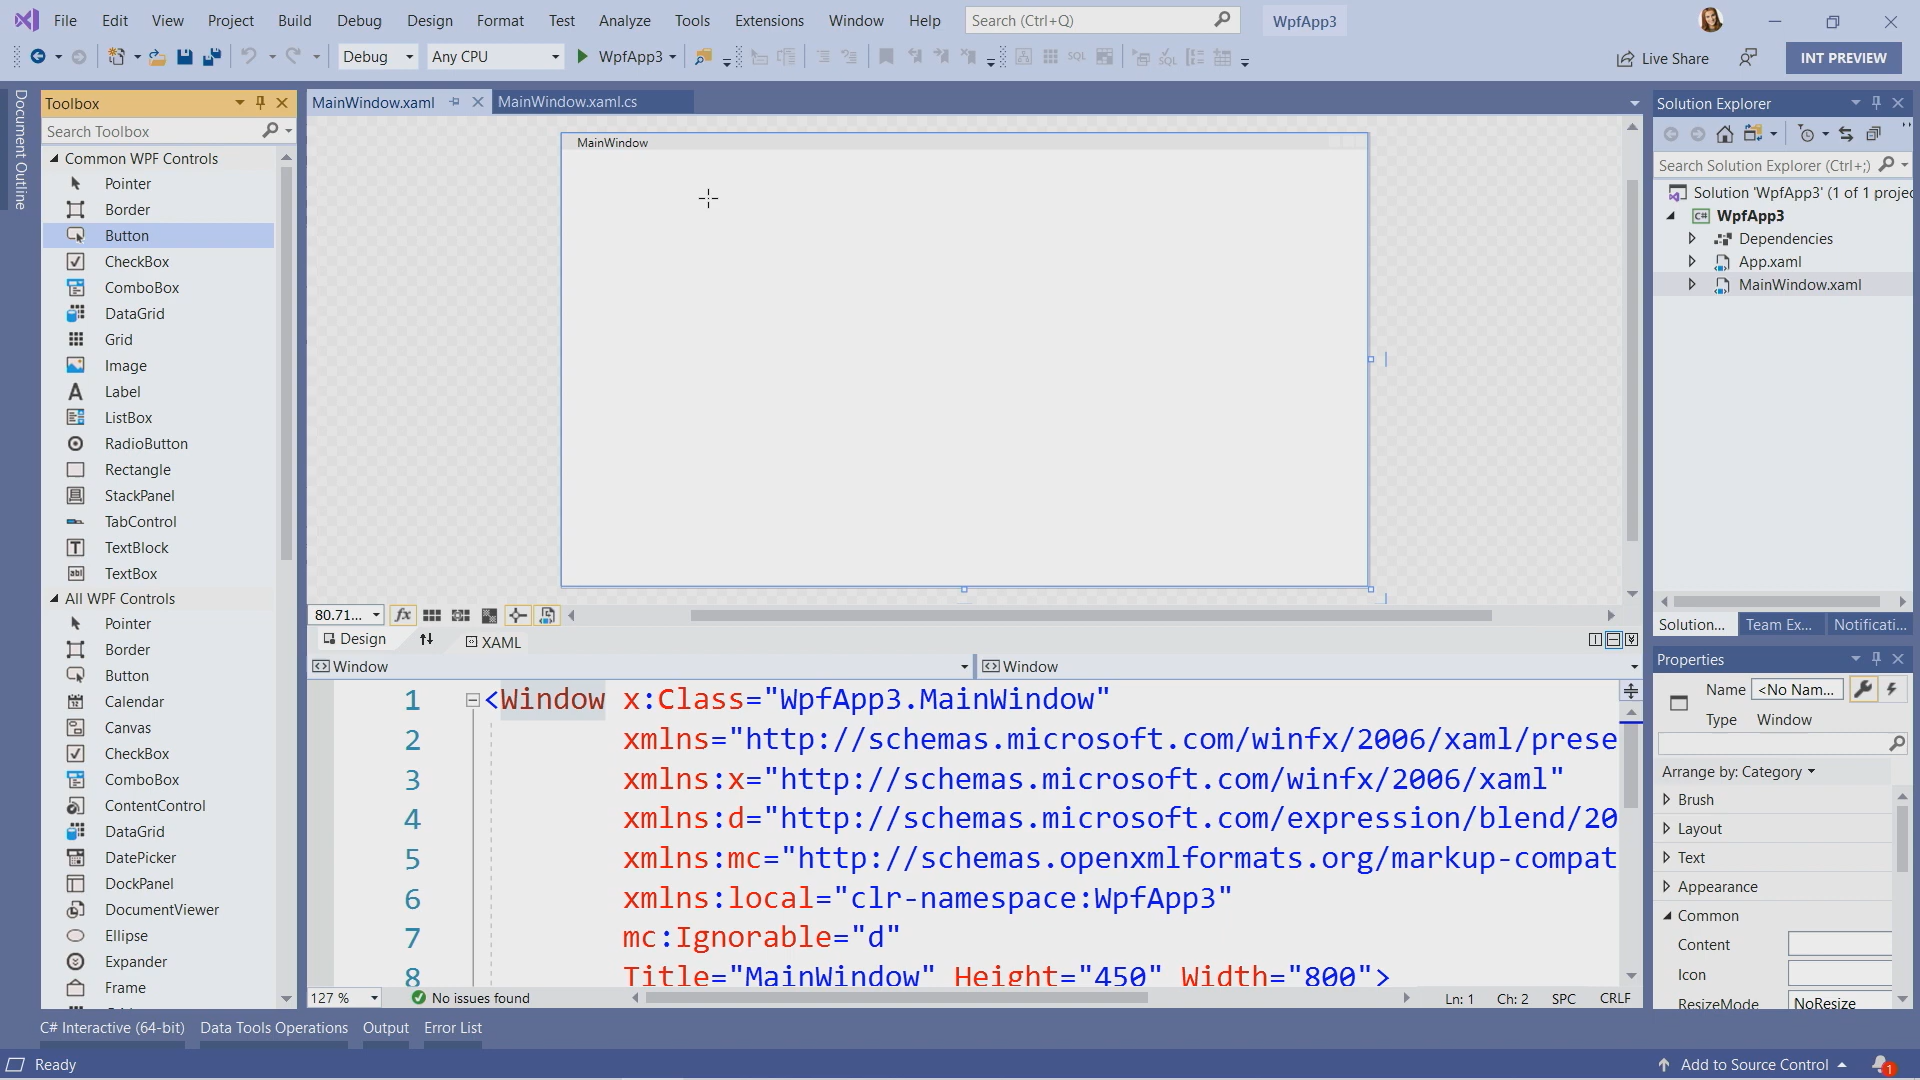 File Edit View Project Build Debug Design Format Test Analyze Tools Extensions Window Help Search (Ctrl+Q) WpfApp3
Debug Any CPU WpfApp3 SQL SQL Live Share INT PREVIEW
Document Outline
Toolbox
Search Toolbox
Common WPF Controls
Pointer
Border
Button
CheckBox
ComboBox
DataGrid
Grid
Image
Label
ListBox
RadioButton
Rectangle
StackPanel
TabControl
TextBlock
TextBox
All WPF Controls
Pointer
Border
Button
Calendar
Canvas
CheckBox
ComboBox
ContentControl
DataGrid
DatePicker
DockPanel
DocumentViewer
Ellipse
Expander
Frame
MainWindow.xaml MainWindow.xaml.cs
MainWindow
80.71... fx
Design XAML
Window Window
1 <Window x:Class="WpfApp3.MainWindow"
2 xmlns="http://schemas.microsoft.com/winfx/2006/xaml/prese
3 xmlns:x="http://schemas.microsoft.com/winfx/2006/xaml"
4 xmlns:d="http://schemas.microsoft.com/expression/blend/20
5 xmlns:mc="http://schemas.openxmlformats.org/markup-compat
6 xmlns:local="clr-namespace:WpfApp3"
7 mc:Ignorable="d"
8 Title="MainWindow" Height="450" Width="800">
127 % No issues found Ln: 1 Ch: 2 SPC CRLF
Solution Explorer
Search Solution Explorer (Ctrl+;)
Solution 'WpfApp3' (1 of 1 projec
C# WpfApp3
Dependencies
App.xaml
MainWindow.xaml
Solution... Team Ex... Notificati...
Properties
Name <No Nam...
Type Window
Arrange by: Category
Brush
Layout
Text
Appearance
Common
Content
Icon
ResizeMode NoResize
C# Interactive (64-bit) Data Tools Operations Output Error List
Ready Add to Source Control 1